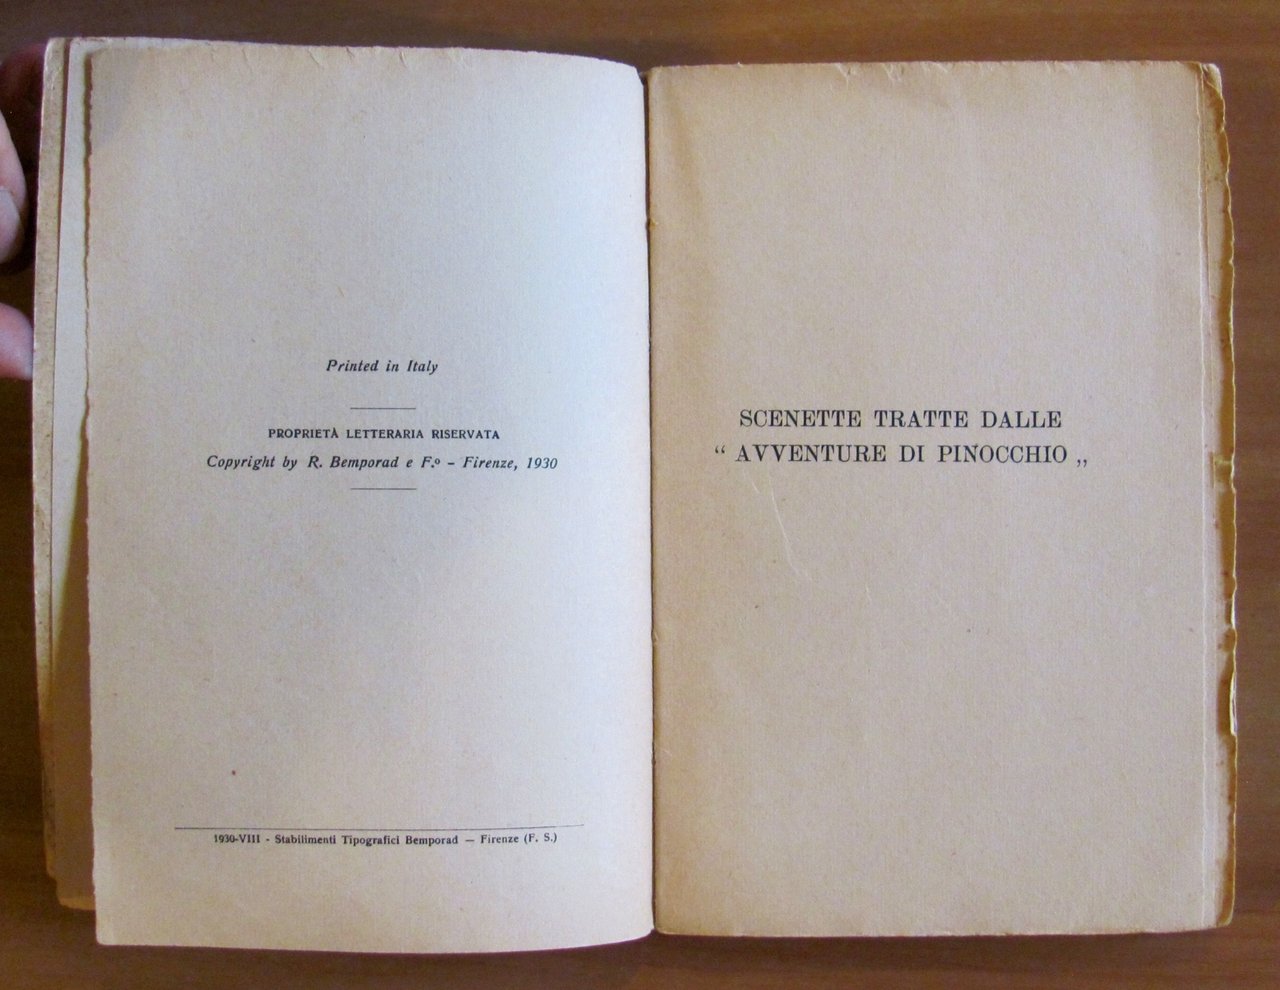 Printed in Italy
PROPRIETÀ LETTERARIA RISERVATA
Copyright by R. Bemporad e F.º - Firenze, 1930
1930-VIII - Stabilimenti Tipografici Bemporad — Firenze (F. S.)
SCENETTE TRATTE DALLE
“ AVVENTURE DI PINOCCHIO „